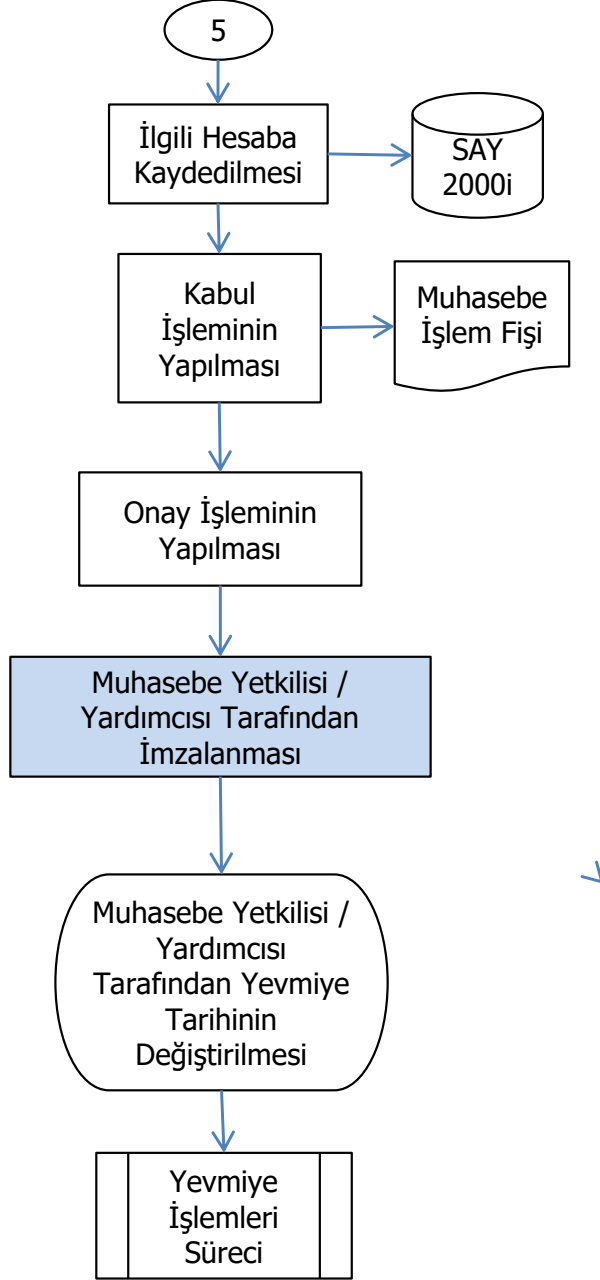 5
İlgili Hesaba
Kaydedilmesi
SAY
2000i
Kabul
İşleminin
Yapılması
Muhasebe
İşlem Fişi
Onay İşleminin
Yapılması
Muhasebe Yetkilisi /
Yardımcısı Tarafından
İmzalanması
Muhasebe Yetkilisi /
Yardımcısı
Tarafından Yevmiye
Tarihinin
Değiştirilmesi
Yevmiye
İşlemleri
Süreci